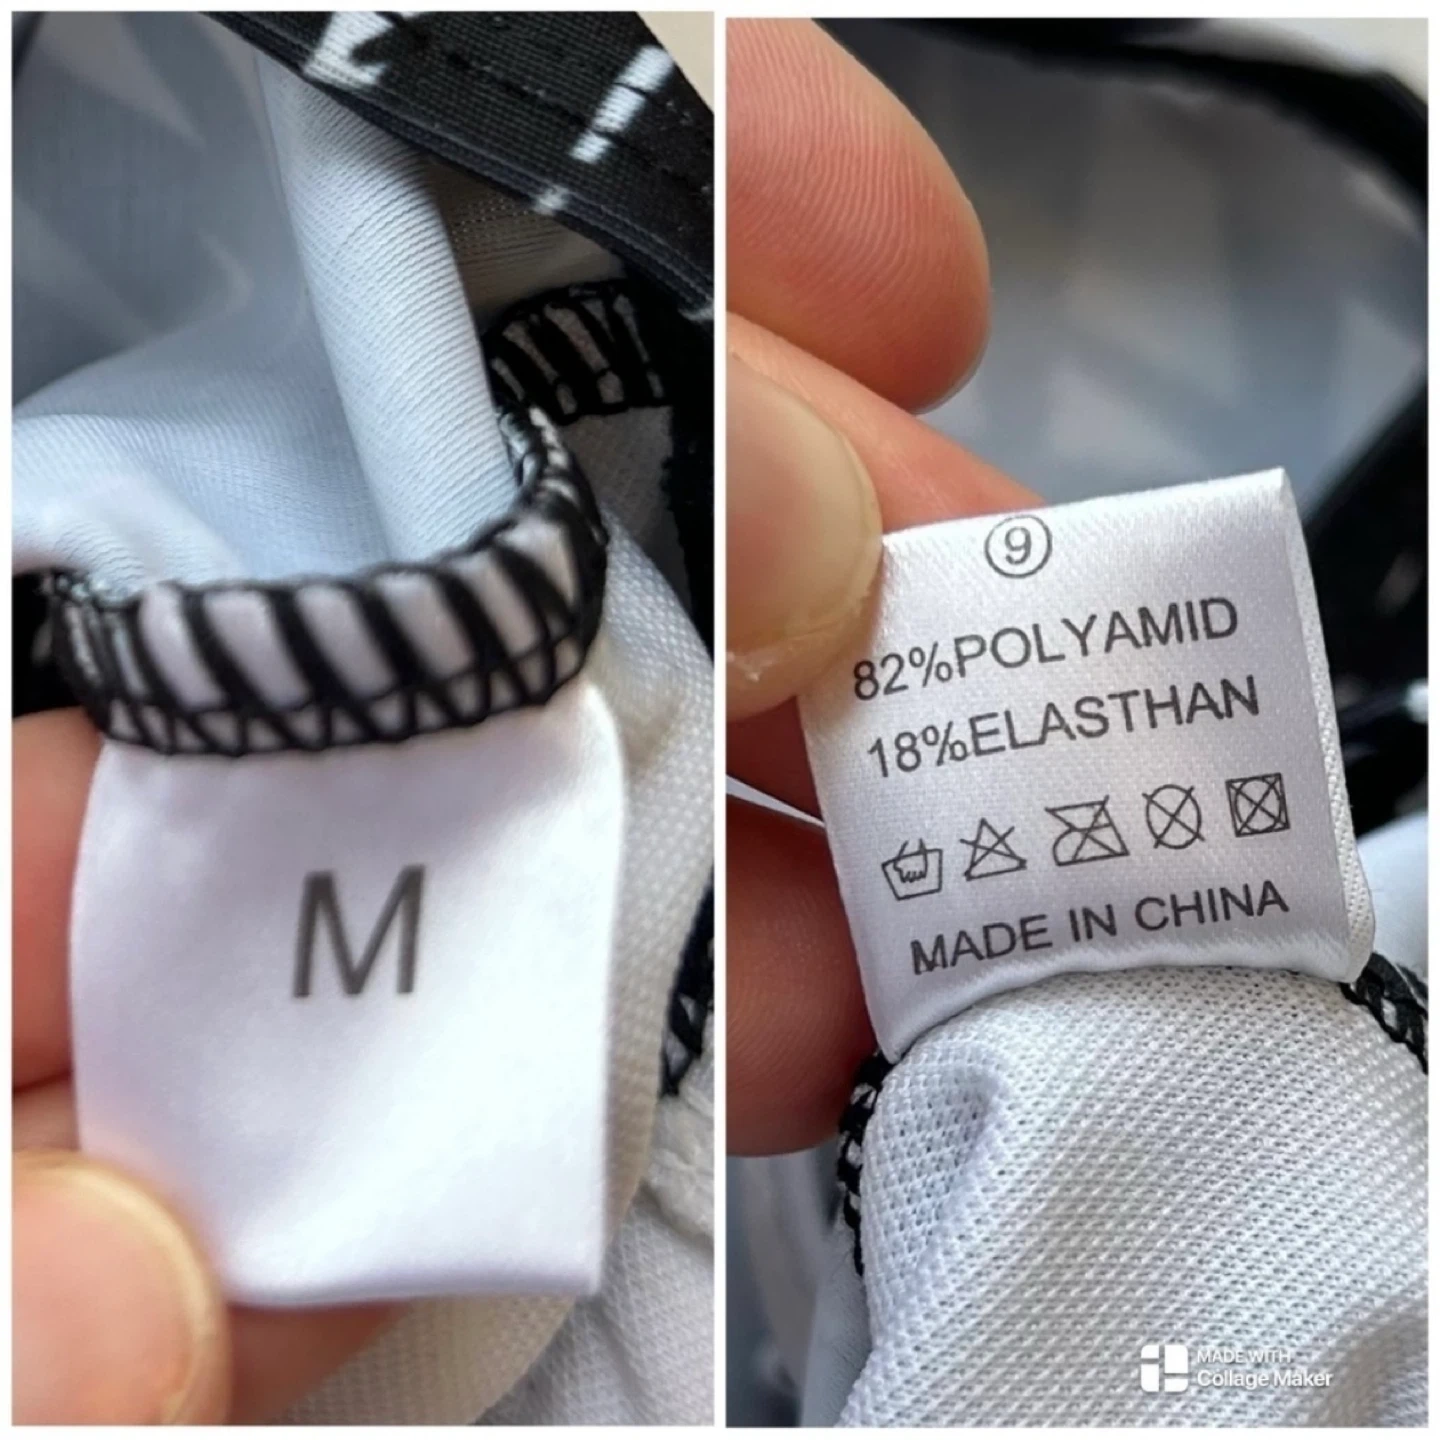 M
9
82%POLYAMID
18%ELASTHAN
MADE IN CHINA
MADE WITH
Collage Maker